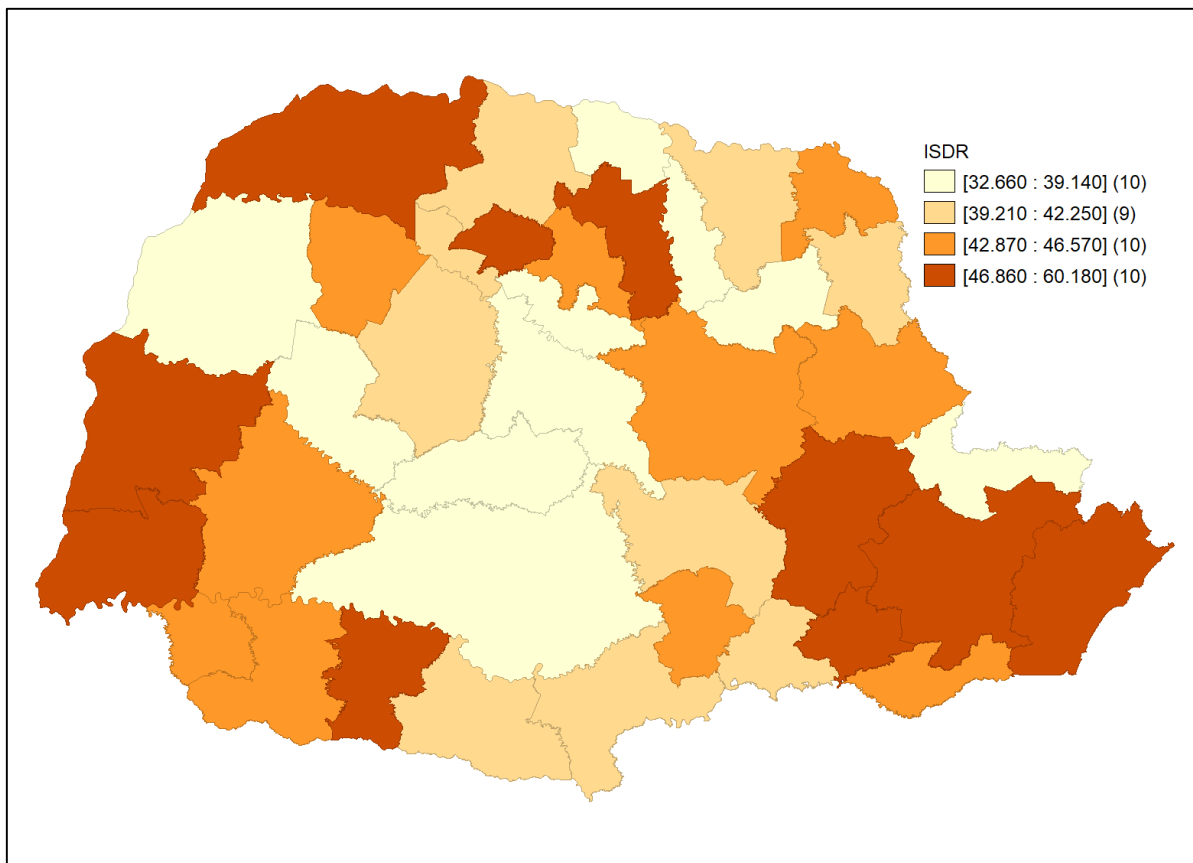 ISDR
[32.660 : 39.140] (10)
[39.210 : 42.250] (9)
[42.870 : 46.570] (10)
[46.860 : 60.180] (10)